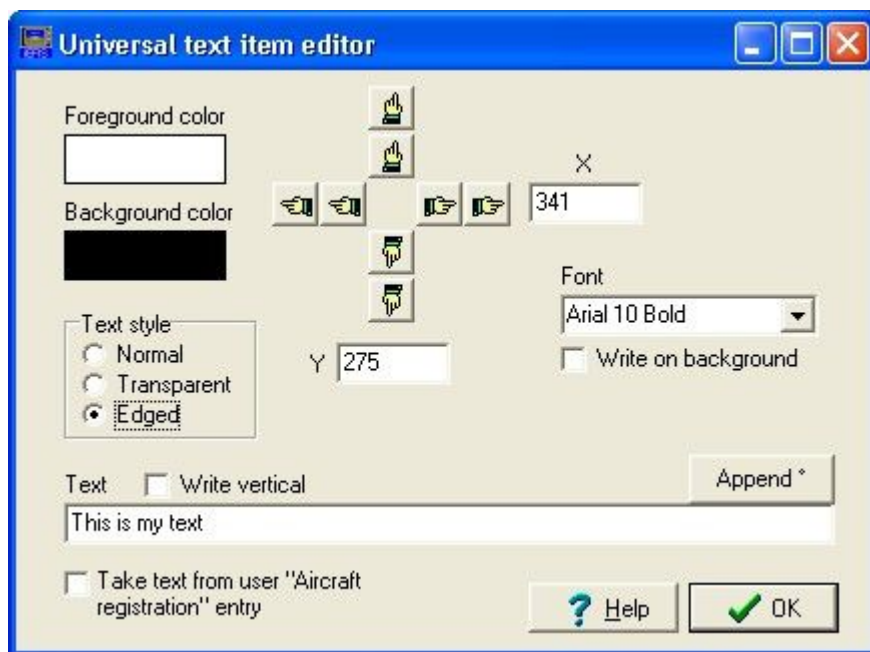 Universal text item editor
Foreground color
X
341
Background color
Font
Arial 10 Bold
Text style
Normal
Y 275
Write on background
Transparent
Edged
Text Write vertical
Append °
This is my text
Take text from user "Aircraft
registration" entry
? Help
OK